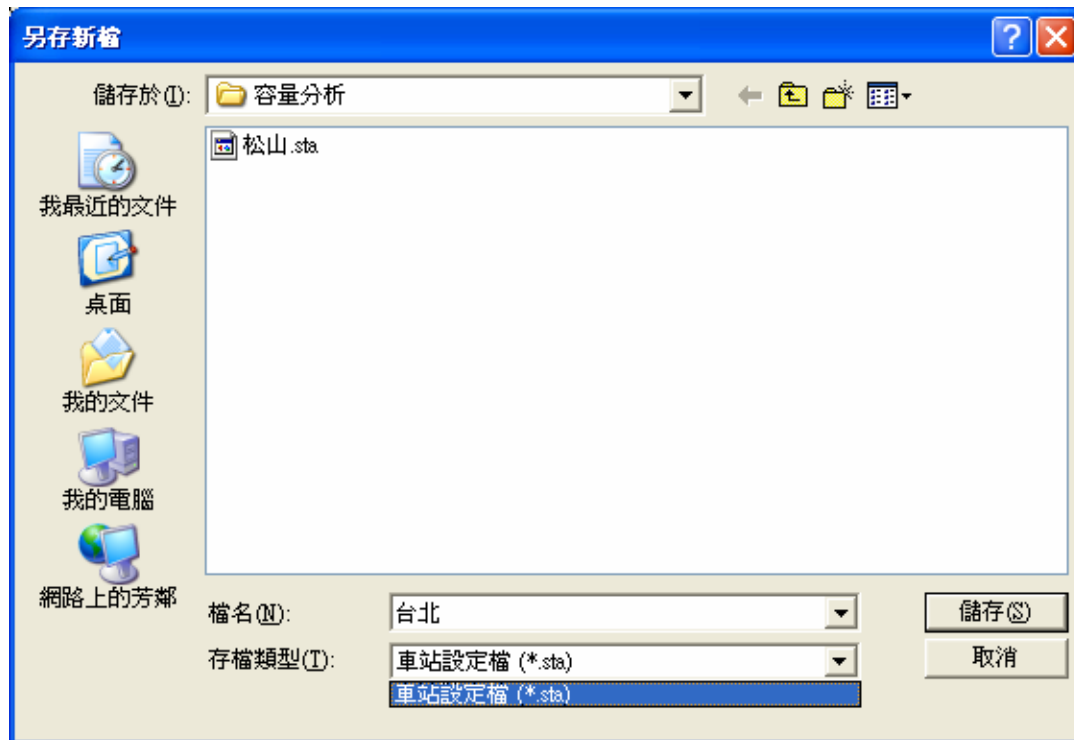 另存新檔
儲存於(I): 容量分析
松山.sta
我最近的文件
桌面
我的文件
我的電腦
網路上的芳鄰
檔名(N): 台北 儲存(S)
存檔類型(T): 車站設定檔 (*.sta) 取消
車站設定檔 (*.sta)